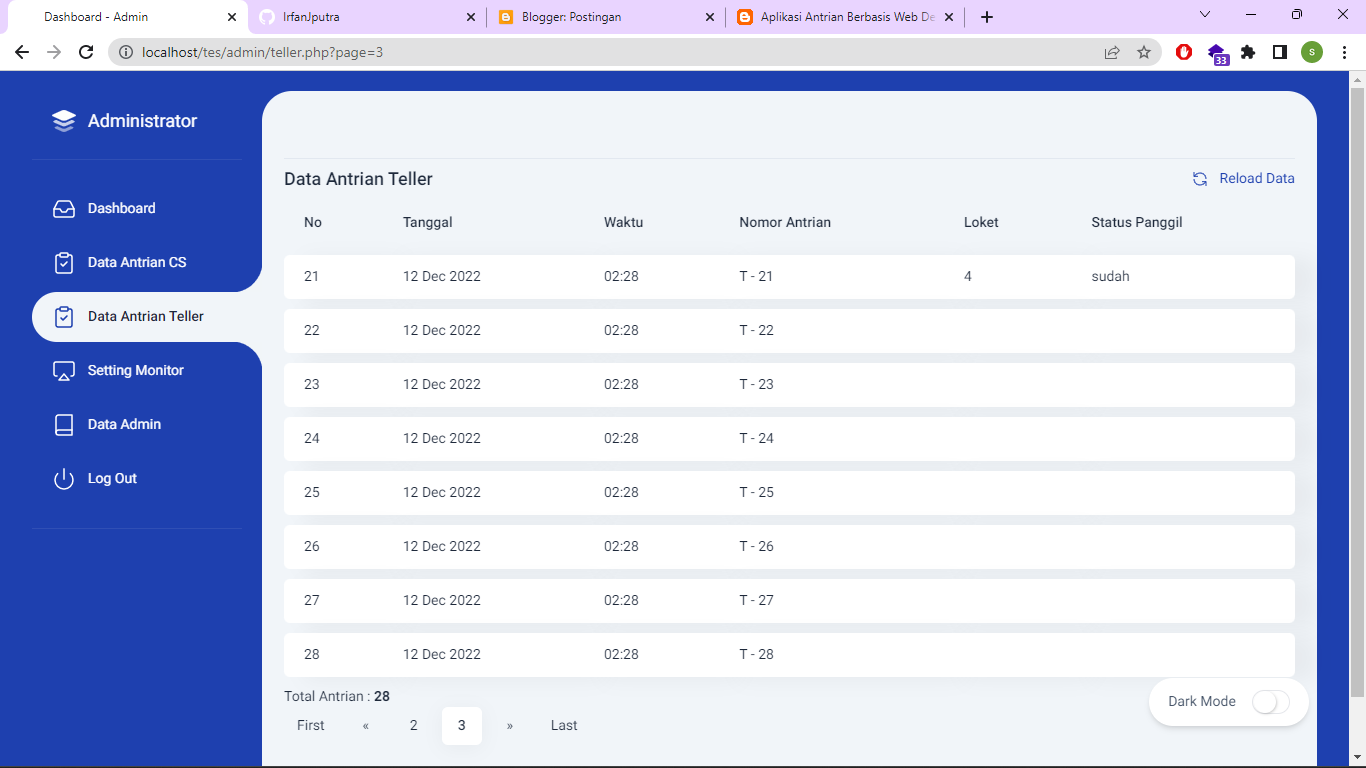 Dashboard - Admin
IrfanJputra
Blogger: Postingan
Aplikasi Antrian Berbasis Web De
localhost/tes/admin/teller.php?page=3
33
s
Administrator
Dashboard
Data Antrian CS
Data Antrian Teller
Setting Monitor
Data Admin
Log Out
Data Antrian Teller
Reload Data
No Tanggal Waktu Nomor Antrian Loket Status Panggil
21 12 Dec 2022 02:28 T - 21 4 sudah
22 12 Dec 2022 02:28 T - 22
23 12 Dec 2022 02:28 T - 23
24 12 Dec 2022 02:28 T - 24
25 12 Dec 2022 02:28 T - 25
26 12 Dec 2022 02:28 T - 26
27 12 Dec 2022 02:28 T - 27
28 12 Dec 2022 02:28 T - 28
Total Antrian : 28
First « 2 3 » Last
Dark Mode